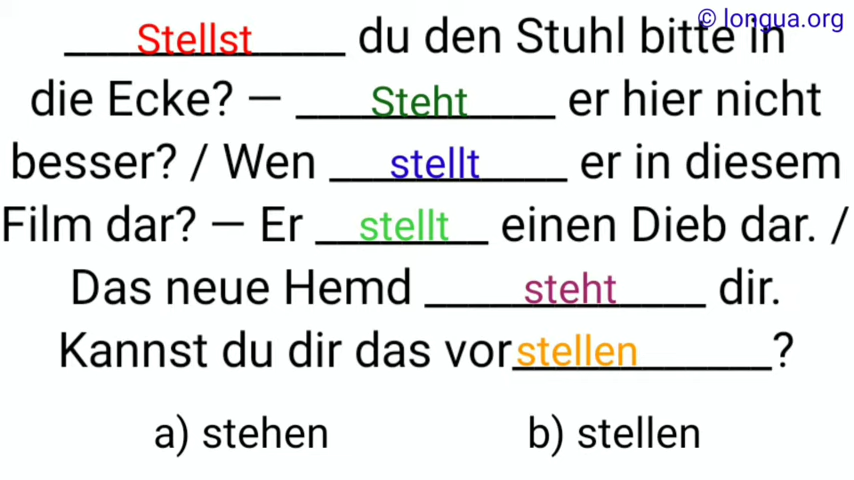 © longua.org
Stellst du den Stuhl bitte in
die Ecke? – Steht er hier nicht
besser? / Wen stellt er in diesem
Film dar? – Er stellt einen Dieb dar. /
Das neue Hemd steht dir.
Kannst du dir das vorstellen?
a) stehen b) stellen